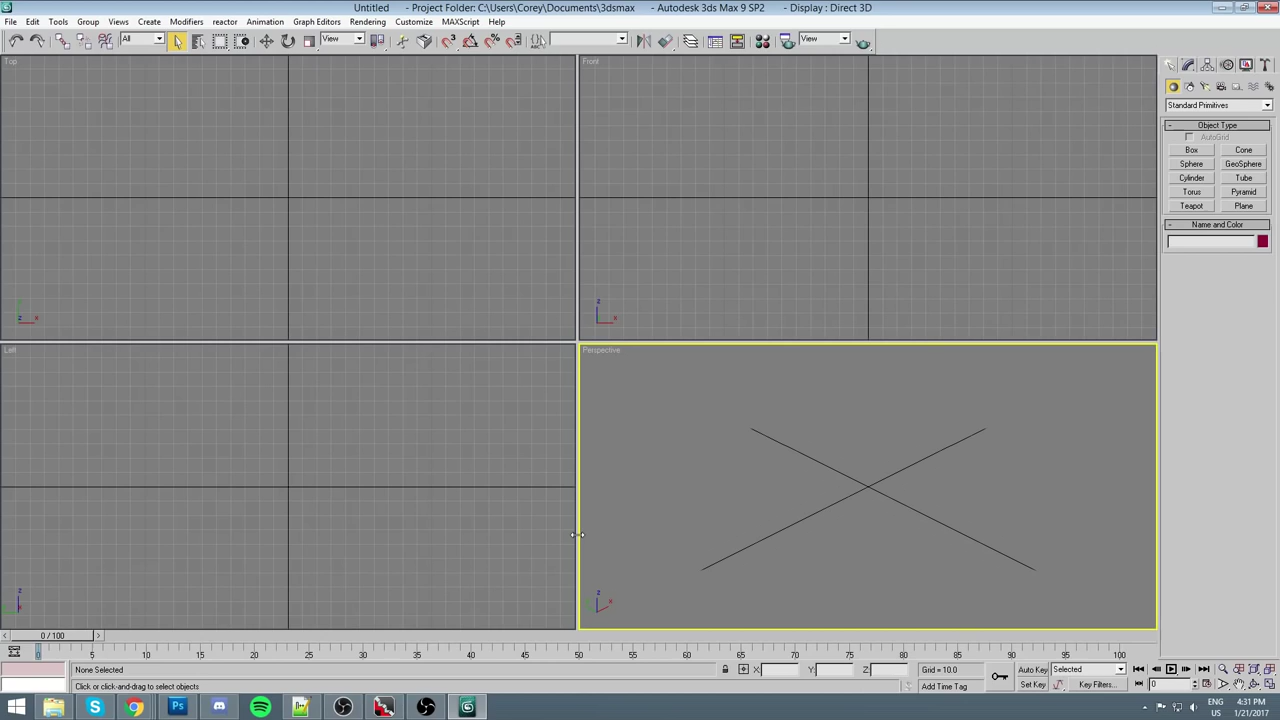 Untitled - Project Folder: C:\Users\Corey\Documents\3dsmax - Autodesk 3ds Max 9 SP2 - Display : Direct 3D
File Edit Tools Group Views Create Modifiers reactor Animation Graph Editors Rendering Customize MAXScript Help
All View View
Top Front
Standard Primitives
- Object Type
AutoGrid
Box Cone
Sphere GeoSphere
Cylinder Tube
Torus Pyramid
Teapot Plane
- Name and Color
z x z x
Left Perspective
z x z x
< 0 / 100 >
0 5 10 15 20 25 30 35 40 45 50 55 60 65 70 75 80 85 90 95 100
None Selected X: Y: Z: Grid = 10.0 Auto Key Selected
Click or click-and-drag to select objects Add Time Tag Set Key Key Filters... 0
ENG 4:31 PM
US 1/21/2017